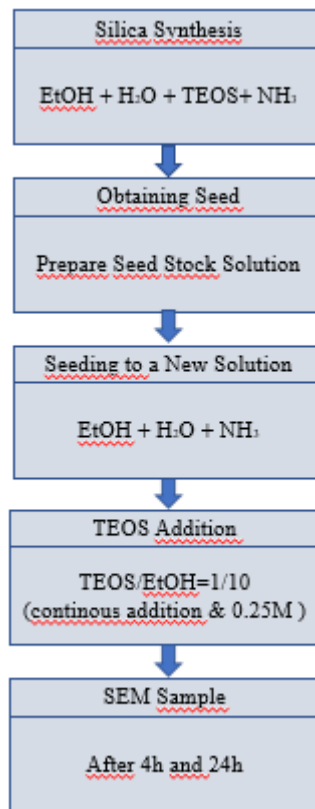 Silica Synthesis
EtOH + H₂O + TEOS+ NH₃
Obtaining Seed
Prepare Seed Stock Solution
Seeding to a New Solution
EtOH + H₂O + NH₃
TEOS Addition
TEOS/EtOH=1/10
(continous addition & 0.25M )
SEM Sample
After 4h and 24h